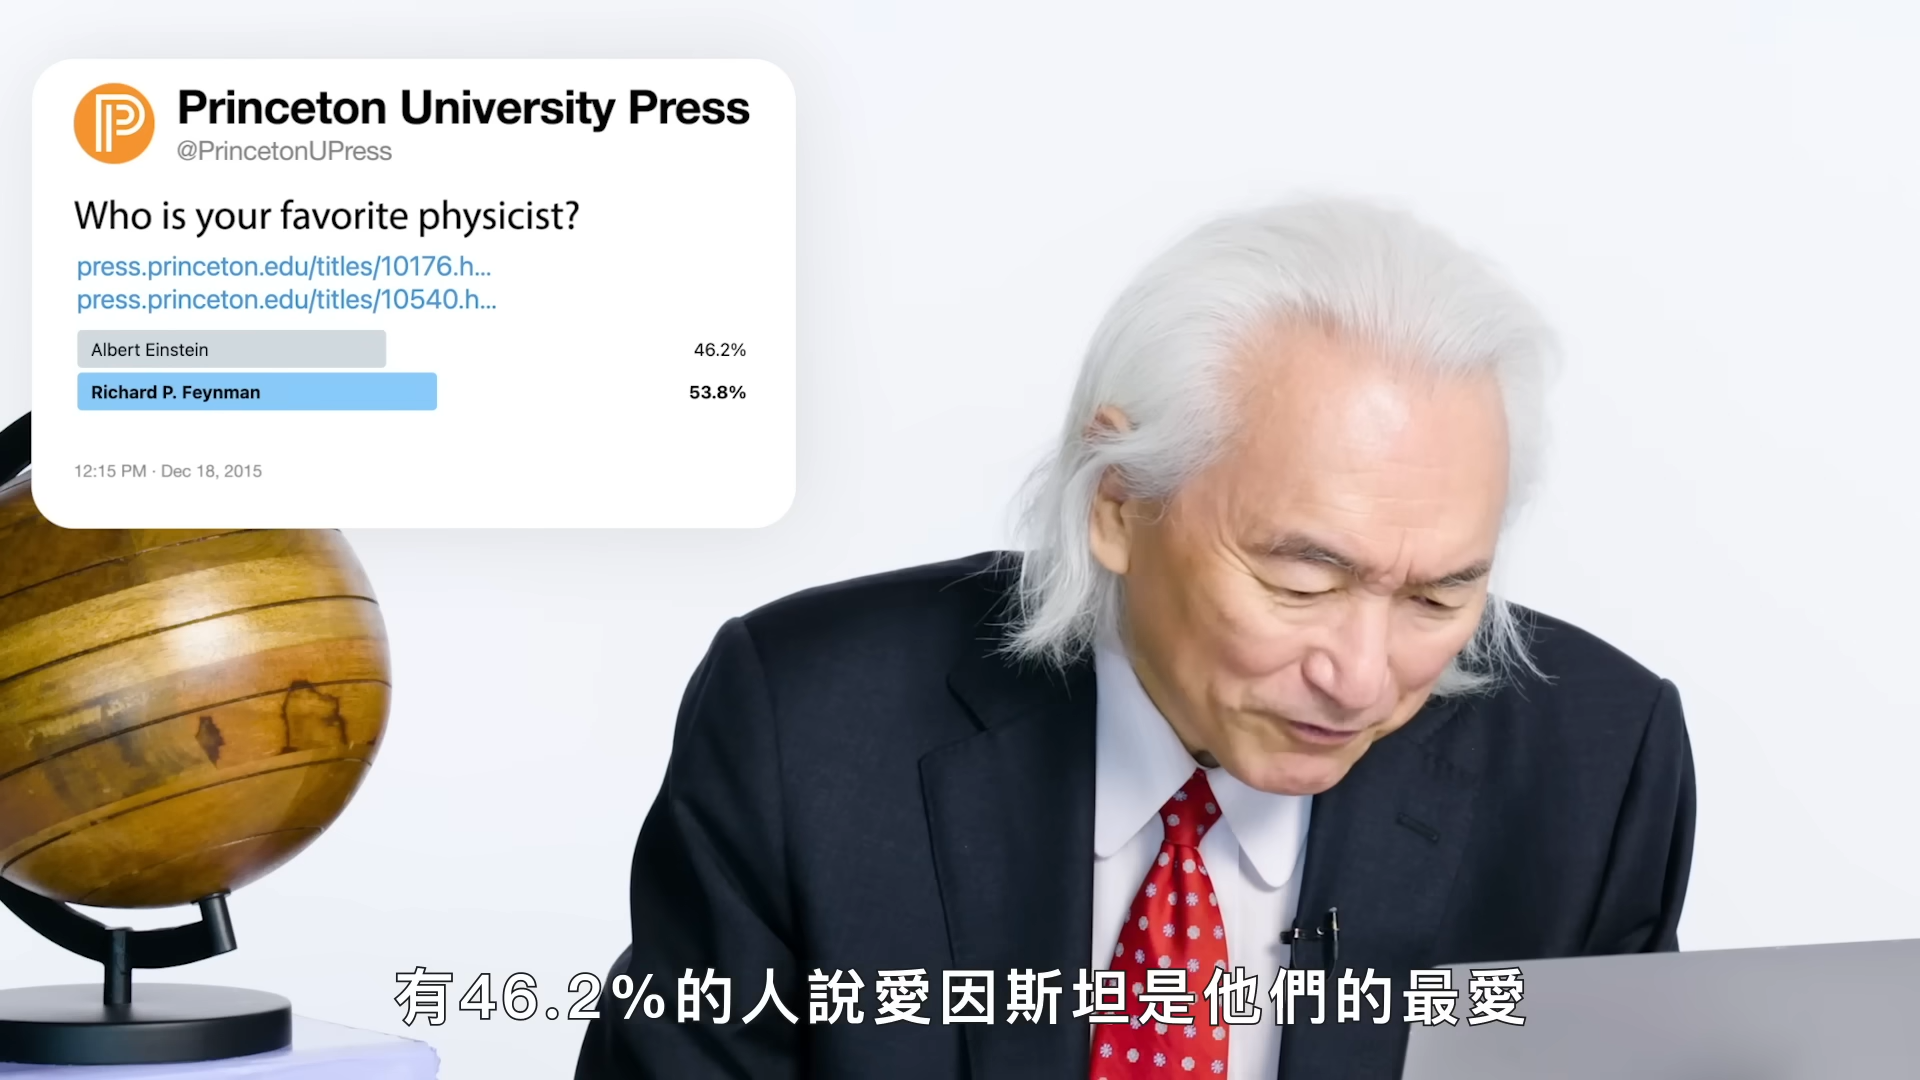 Princeton University Press
@PrincetonUPress
Who is your favorite physicist?
press.princeton.edu/titles/10176.h...
press.princeton.edu/titles/10540.h...
Albert Einstein 46.2%
Richard P. Feynman 53.8%
12:15 PM · Dec 18, 2015
有46.2%的人說愛因斯坦是他們的最愛